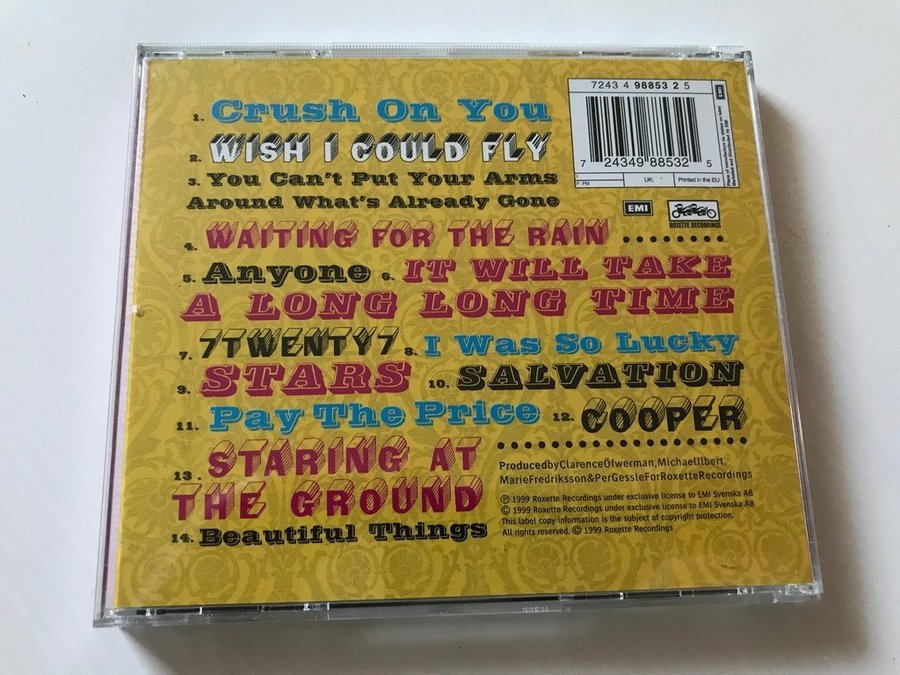 7243 4 98853 2 5
1. Crush On You
2. WISH I COULD FLY
3. You Can't Put Your Arms
Around What's Already Gone
4. WAITING FOR THE RAIN
5. Anyone 6. IT WILL TAKE
A LONG LONG TIME
7. 7TWENTY7 8. I Was So Lucky
9. STARS 10. SALVATION
11. Pay The Price 12. COOPER
13. STARING AT
THE GROUND
14. Beautiful Things
7 24349 88532 5
F: PM UK: Printed in the EU
EMI
EMI
ROXETTE RECORDINGS
Produced by Clarence Öfwerman, Michael Ilbert,
Marie Fredriksson & Per Gessle For Roxette Recordings
℗ 1999 Roxette Recordings under exclusive license to EMI Svenska AB
© 1999 Roxette Recordings under exclusive license to EMI Svenska AB
This label copy information is the subject of copyright protection.
All rights reserved. © 1999 Roxette Recordings